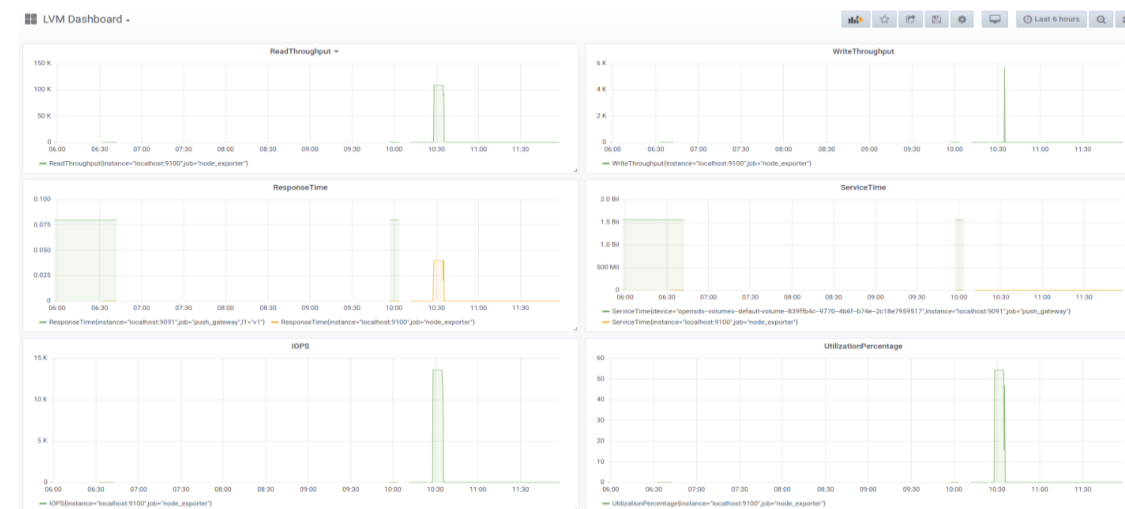 LVM Dashboard
Last 6 hours
ReadThroughput
150 K
100 K
50 K
0
06:00 06:30 07:00 07:30 08:00 08:30 09:00 09:30 10:00 10:30 11:00 11:30
ReadThroughput{instance="localhost:9100",job="node_exporter"}
WriteThroughput
6 K
4 K
2 K
0
06:00 06:30 07:00 07:30 08:00 08:30 09:00 09:30 10:00 10:30 11:00 11:30
WriteThroughput{instance="localhost:9100",job="node_exporter"}
ResponseTime
0.100
0.075
0.050
0.025
0
06:00 06:30 07:00 07:30 08:00 08:30 09:00 09:30 10:00 10:30 11:00 11:30
ResponseTime{instance="localhost:9091",job="push_gateway",l1="v1"} ResponseTime{instance="localhost:9100",job="node_exporter"}
ServiceTime
2.0 Bil
1.5 Bil
1.0 Bil
500 Mil
0
06:00 06:30 07:00 07:30 08:00 08:30 09:00 09:30 10:00 10:30 11:00 11:30
ServiceTime{device="opensds--volumes--default-volume--839ffb4c--9770--4b6f--b74e--2c18e7959517",instance="localhost:9091",job="push_gateway"}
ServiceTime{instance="localhost:9100",job="node_exporter"}
IOPS
15 K
10 K
5 K
0
06:00 06:30 07:00 07:30 08:00 08:30 09:00 09:30 10:00 10:30 11:00 11:30
IOPS{instance="localhost:9100",job="node_exporter"}
UtilizationPercentage
60
50
40
30
20
10
0
06:00 06:30 07:00 07:30 08:00 08:30 09:00 09:30 10:00 10:30 11:00 11:30
UtilizationPercentage{instance="localhost:9100",job="node_exporter"}